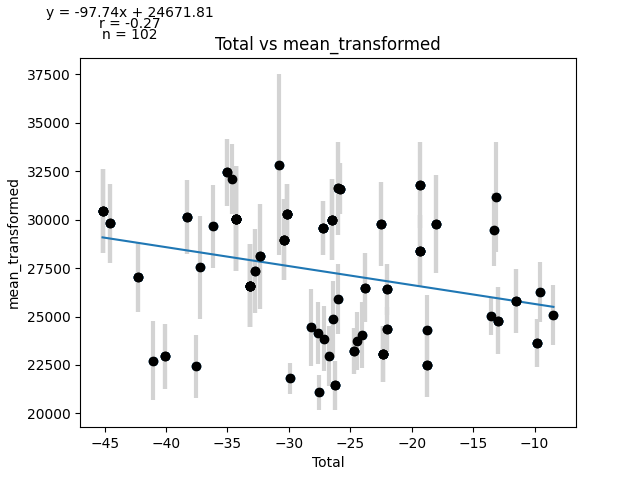 y = -97.74x + 24671.81
r = -0.27
n = 102
Total vs mean_transformed
mean_transformed
37500
35000
32500
30000
27500
25000
22500
20000
−45
−40
−35
−30
−25
−20
−15
−10
Total